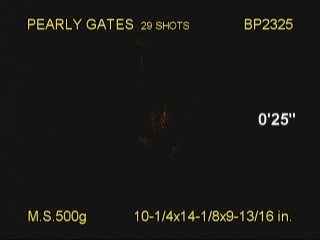 PEARLY GATES 29 SHOTS BP2325
0'25"
M.S.500g 10-1/4x14-1/8x9-13/16 in.